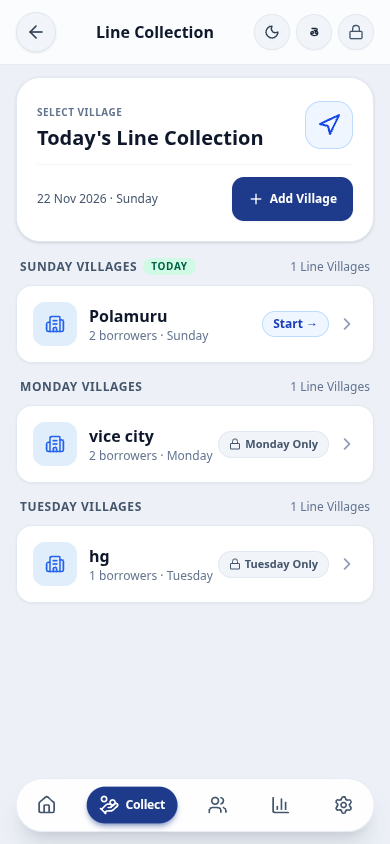 Line Collection
అ
SELECT VILLAGE
Today's Line Collection
22 Nov 2026 · Sunday
Add Village
SUNDAY VILLAGES TODAY 1 Line Villages
Polamuru
2 borrowers · Sunday
Start →
MONDAY VILLAGES 1 Line Villages
vice city
2 borrowers · Monday
Monday Only
TUESDAY VILLAGES 1 Line Villages
hg
1 borrowers · Tuesday
Tuesday Only
Collect